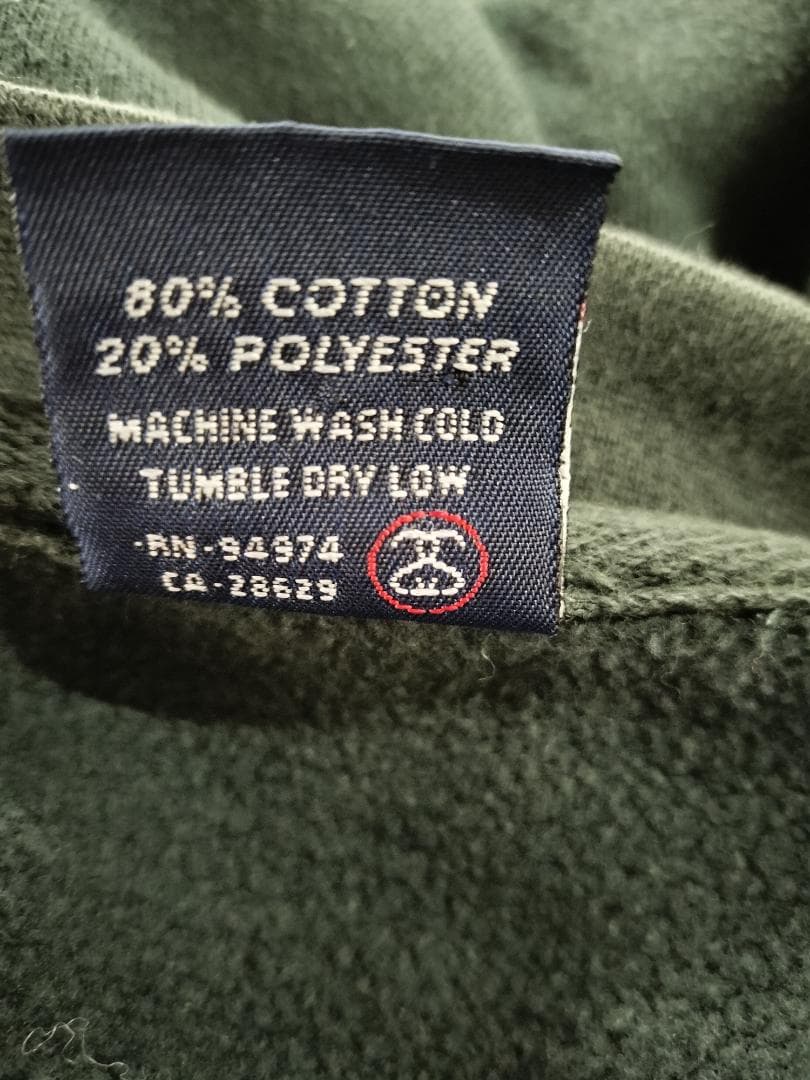 80% COTTON
20% POLYESTER
MACHINE WASH COLD
TUMBLE DRY LOW
·RN-94974
CA-28629